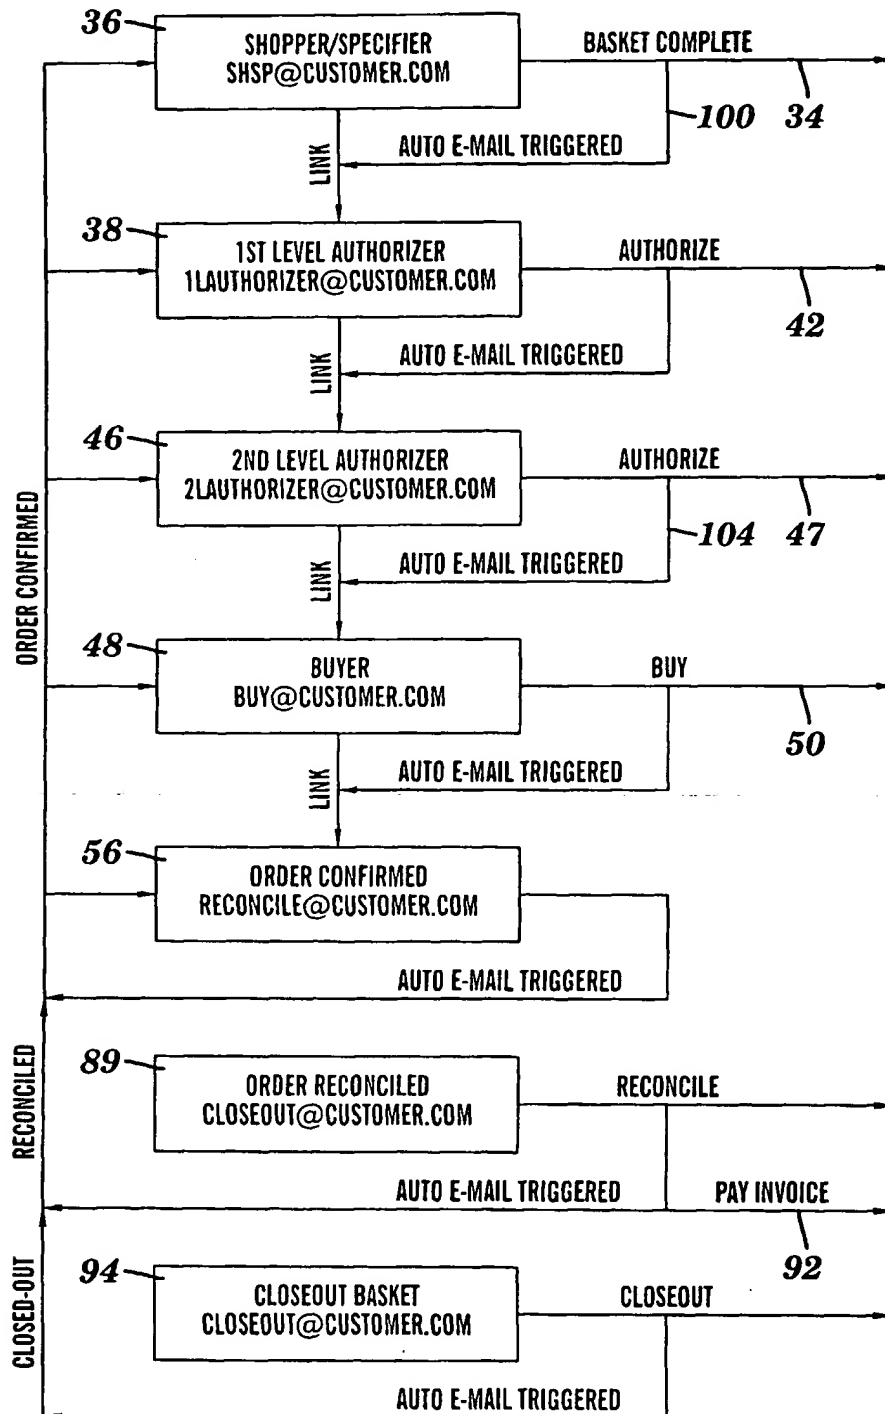 36
SHOPPER/SPECIFIER
SHSP@CUSTOMER.COM
BASKET COMPLETE
100
34
LINK
AUTO E-MAIL TRIGGERED
38
1ST LEVEL AUTHORIZER
1LAUTHORIZER@CUSTOMER.COM
AUTHORIZE
42
LINK
AUTO E-MAIL TRIGGERED
46
2ND LEVEL AUTHORIZER
2LAUTHORIZER@CUSTOMER.COM
AUTHORIZE
104
47
LINK
AUTO E-MAIL TRIGGERED
ORDER CONFIRMED
48
BUYER
BUY@CUSTOMER.COM
BUY
50
LINK
AUTO E-MAIL TRIGGERED
56
ORDER CONFIRMED
RECONCILE@CUSTOMER.COM
AUTO E-MAIL TRIGGERED
RECONCILED
89
ORDER RECONCILED
CLOSEOUT@CUSTOMER.COM
RECONCILE
AUTO E-MAIL TRIGGERED
PAY INVOICE
92
CLOSED-OUT
94
CLOSEOUT BASKET
CLOSEOUT@CUSTOMER.COM
CLOSEOUT
AUTO E-MAIL TRIGGERED